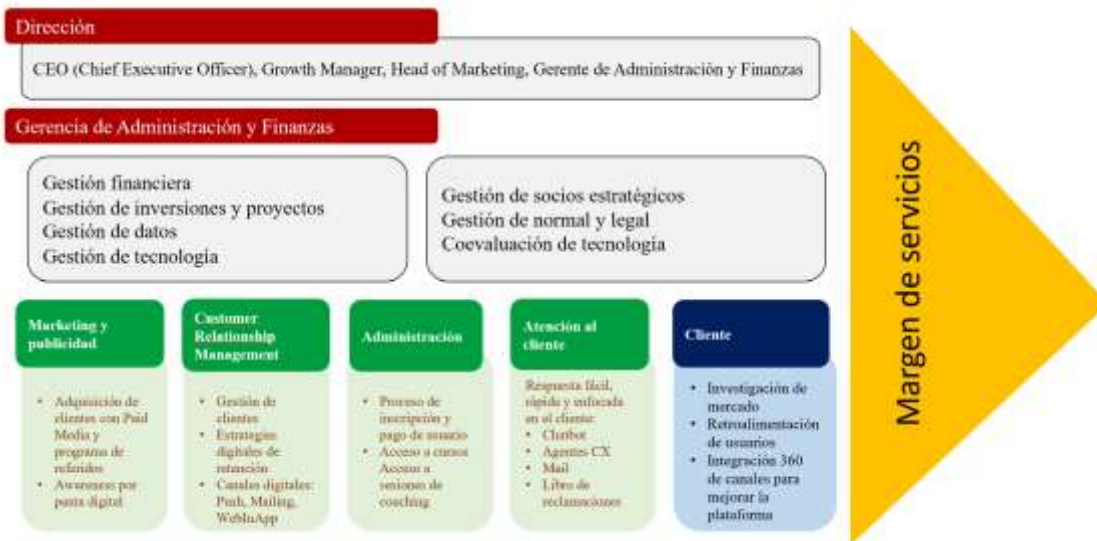 Dirección
CEO (Chief Executive Officer), Growth Manager, Head of Marketing, Gerente de Administración y Finanzas
Gerencia de Administración y Finanzas
Gestión financiera
Gestión de inversiones y proyectos
Gestión de datos
Gestión de tecnología
Gestión de socios estratégicos
Gestión de normal y legal
Coevaluación de tecnología
Marketing y
publicidad
• Adquisición de
clientes con Paid
Media y
programa de
referidos
• Awareness por
pauta digital
Customer
Relationship
Management
• Gestión de
clientes
• Estrategias
digitales de
retención
• Canales digitales:
Push, Mailing,
Administración
• Proceso de
inscripción y
pago de usuario
• Acceso a cursos
Acceso a
sesiones de
coaching
Atención al
cliente
Respuesta fácil,
rápida y enfocada
en el cliente:
• Chatbot
• Agentes CX
• Mail
• Libro de
reclamaciones
Cliente
• Investigación de
mercado
• Retroalimentación
de usuarios
• Integración 360
de canales para
mejorar la
plataforma
Margen de servicios